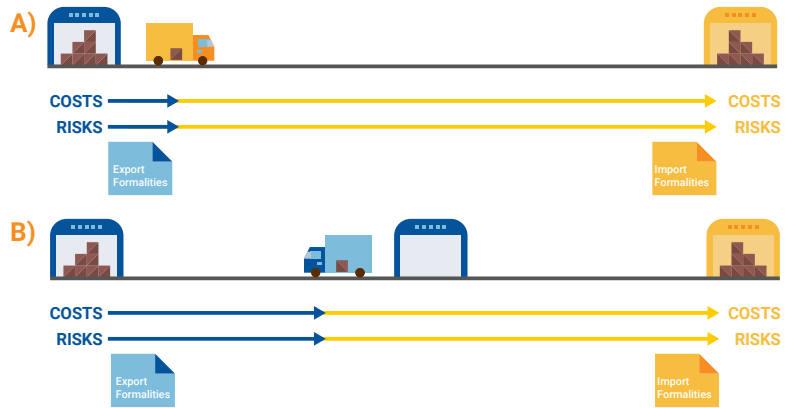 A)
COSTS COSTS
RISKS RISKS
Export
Formalities
Import
Formalities
B)
COSTS COSTS
RISKS RISKS
Export
Formalities
Import
Formalities